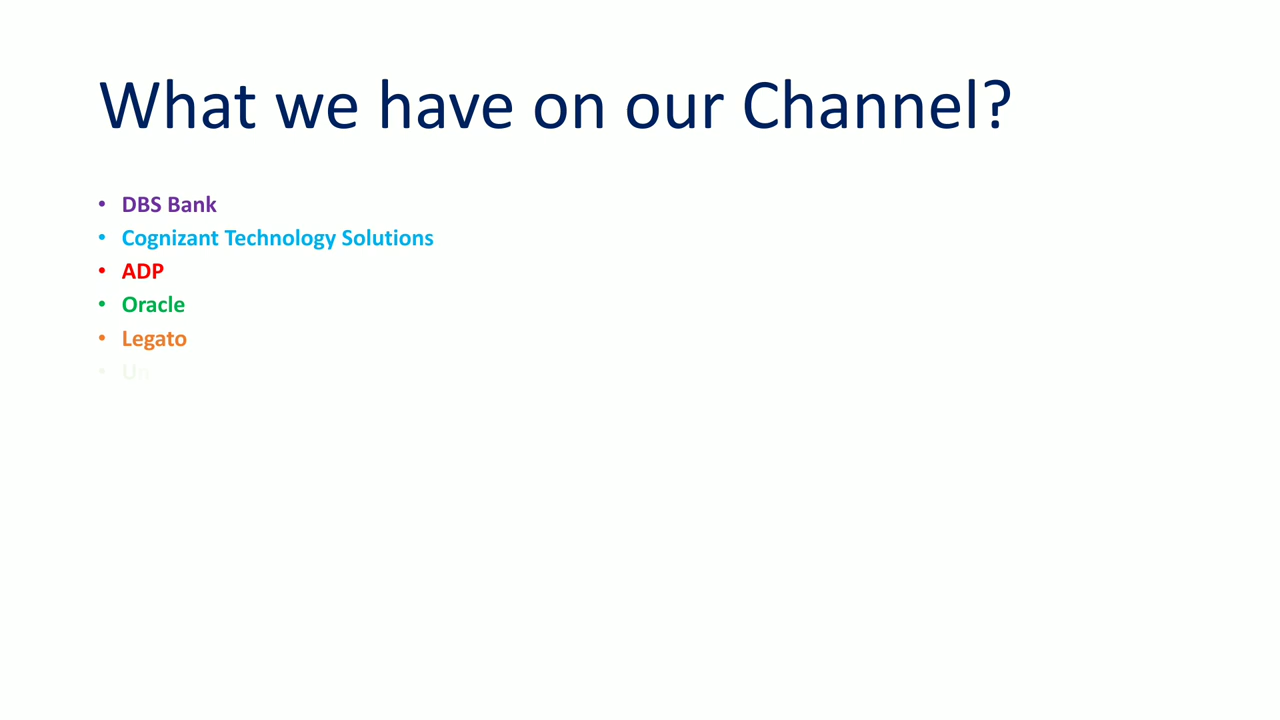 What we have on our Channel?
• DBS Bank
• Cognizant Technology Solutions
• ADP
• Oracle
• Legato